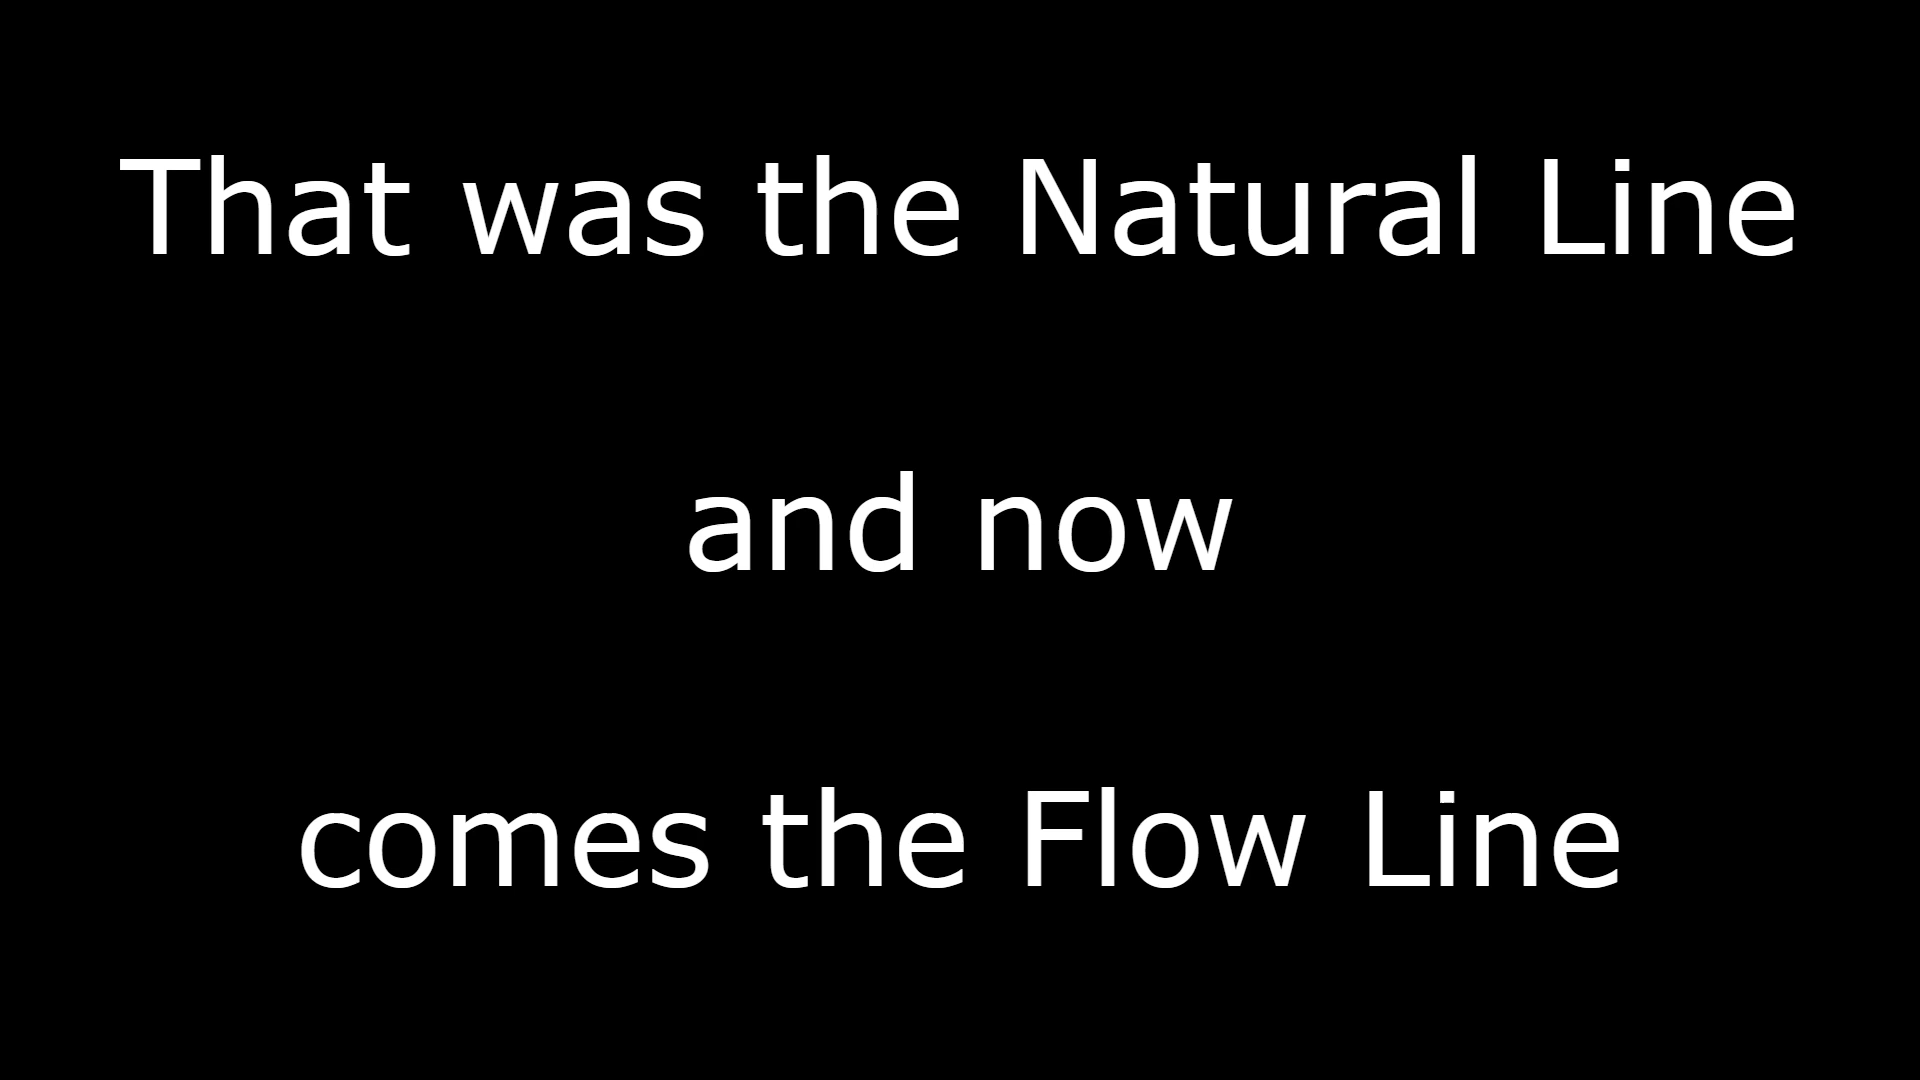 That was the Natural Line
and now
comes the Flow Line